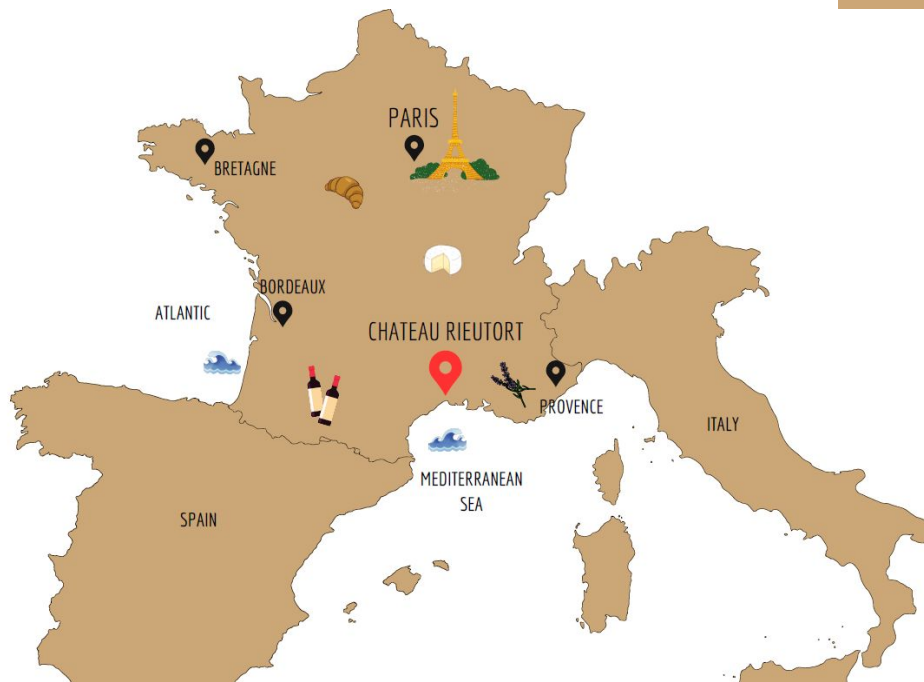 PARIS
BRETAGNE
BORDEAUX
ATLANTIC
CHATEAU RIEUTORT
PROVENCE
ITALY
MEDITERRANEAN
SEA
SPAIN